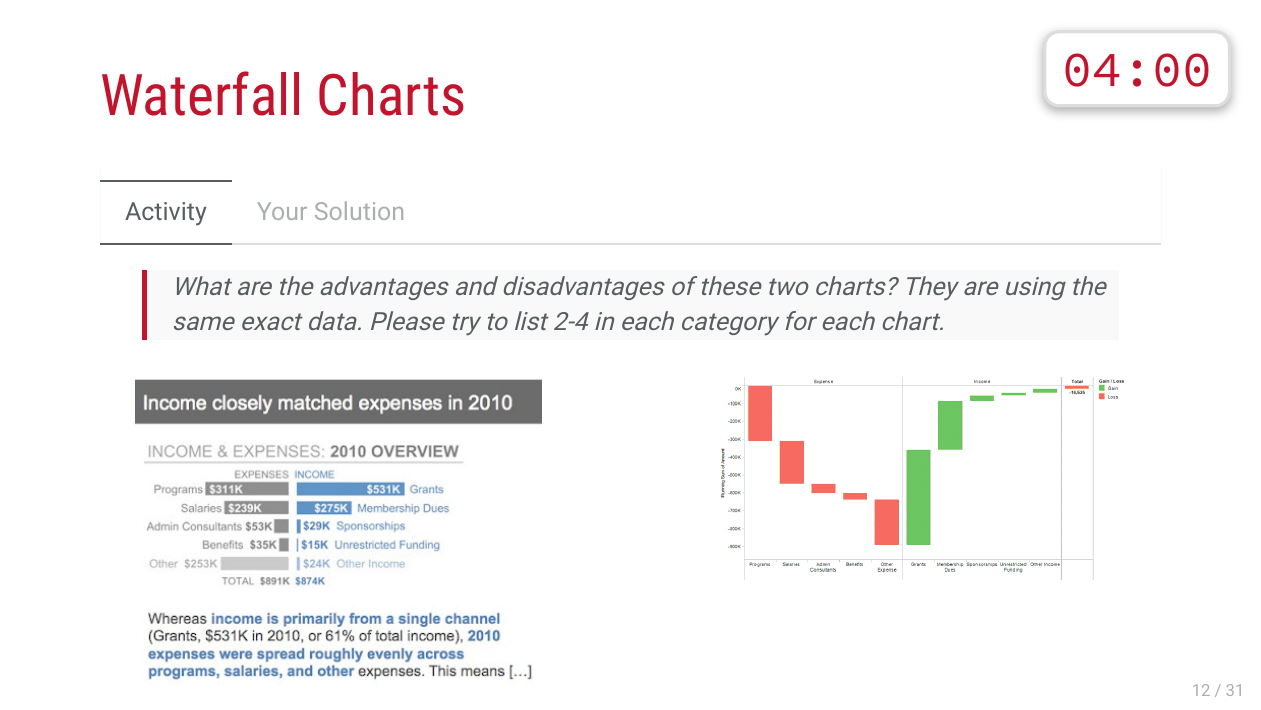 Waterfall Charts
04:00
Activity
Your Solution
What are the advantages and disadvantages of these two charts? They are using the
same exact data. Please try to list 2-4 in each category for each chart.
Income closely matched expenses in 2010
INCOME & EXPENSES: 2010 OVERVIEW
EXPENSES INCOME
Programs $311K $531K Grants
Salaries $239K $275K Membership Dues
Admin Consultants $53K $29K Sponsorships
Benefits $35K $15K Unrestricted Funding
Other $253K $24K Other Income
TOTAL $891K $874K
Whereas income is primarily from a single channel
(Grants, $531K in 2010, or 61% of total income), 2010
expenses were spread roughly evenly across
programs, salaries, and other expenses. This means […]
Expense Income Total
Gain / Loss
Gain
Loss
Running Sum of Amount
0K
-100K
-200K
-300K
-400K
-500K
-600K
-700K
-800K
-900K
-16,525
Programs
Salaries
Admin
Consultants
Benefits
Other
Expense
Grants
Membership
Dues
Sponsorships
Unrestricted
Funding
Other Income
12 / 31